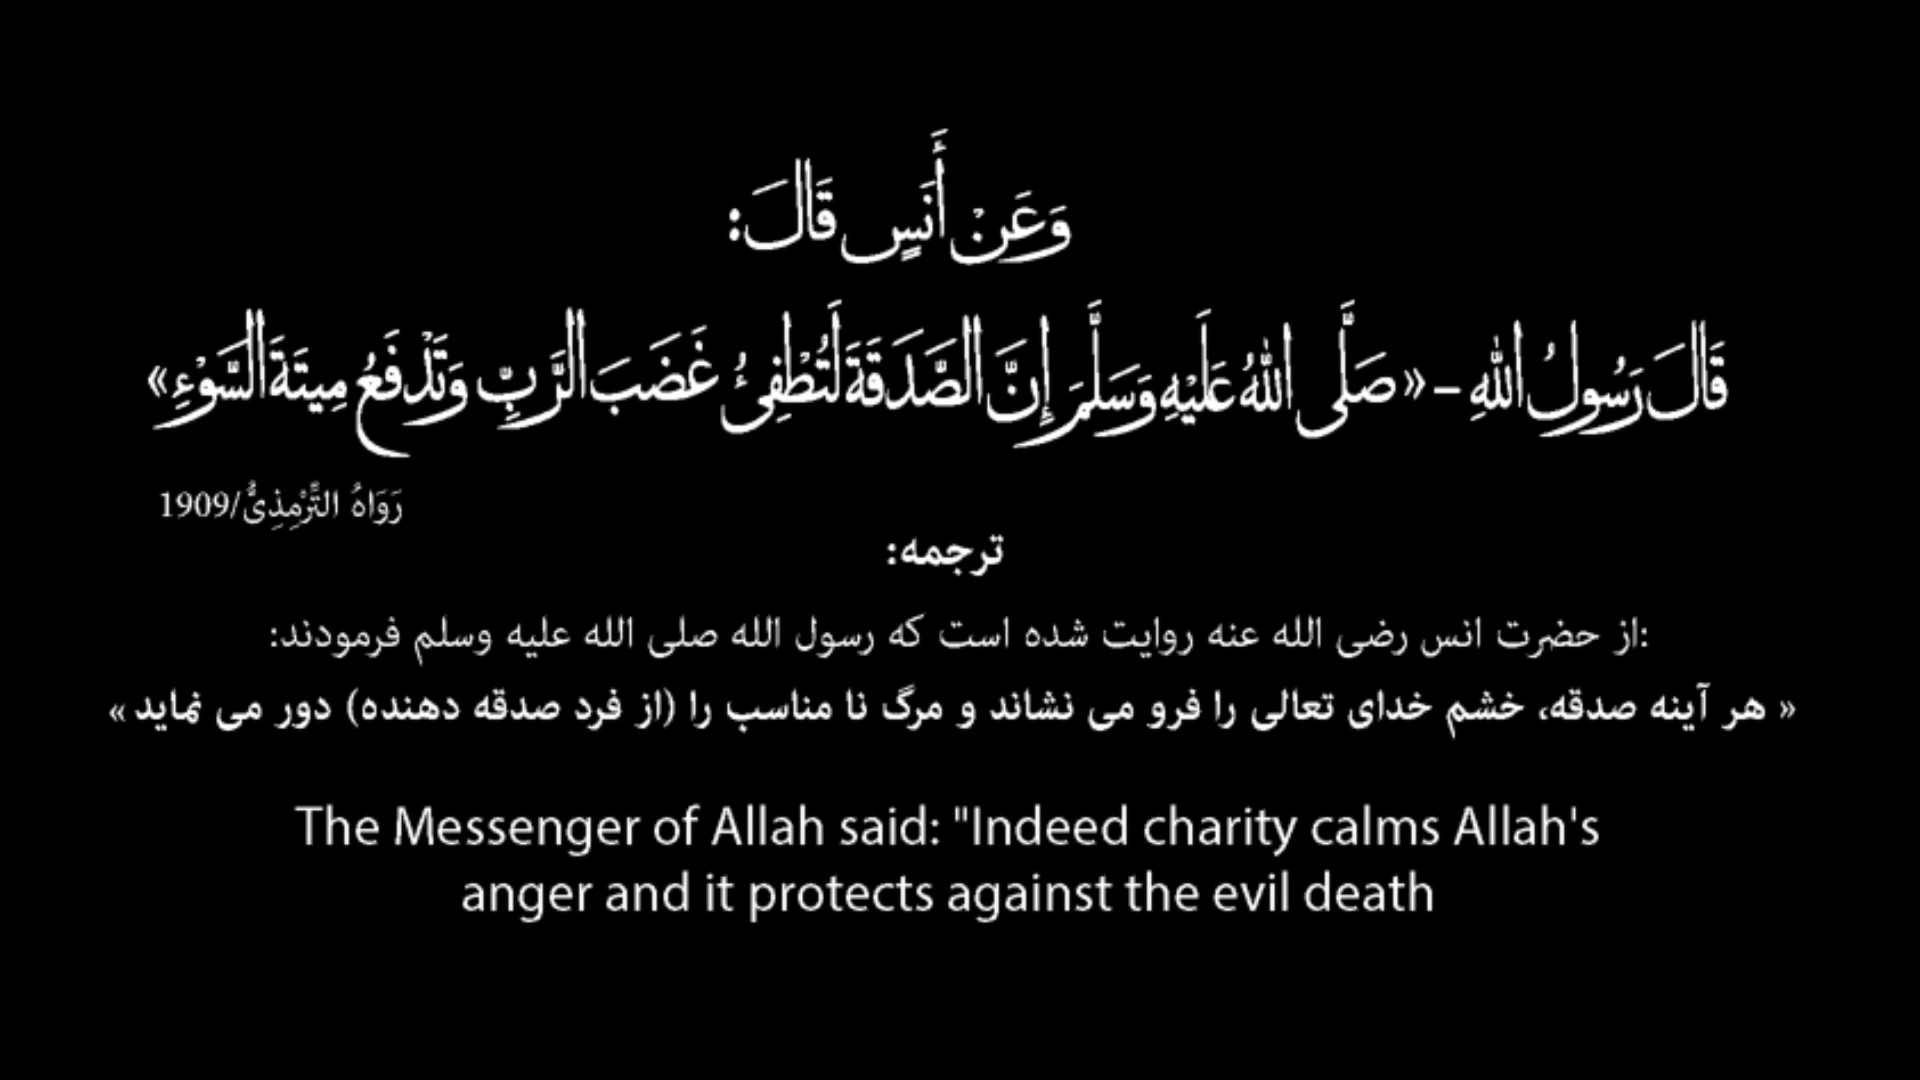 وَعَنْ أَنَسٍ قَالَ:
قَالَ رَسُولُ اللهِ – «صَلَّى اللهُ عَلَيْهِ وَسَلَّمَ إِنَّ الصَّدَقَةَ لَتُطْفِئُ غَضَبَ الرَّبِّ وَتَدْفَعُ مِيتَةَ السَّوْءِ»
رَوَاهُ التِّرْمِذِىُّ/1909
ترجمه:
:از حضرت انس رضی الله عنه روایت شده است که رسول الله صلی الله علیه وسلم فرمودند:
« هر آینه صدقه، خشم خدای تعالی را فرو می نشاند و مرگ نا مناسب را (از فرد صدقه دهنده) دور می نماید »
The Messenger of Allah said: "Indeed charity calms Allah's
anger and it protects against the evil death